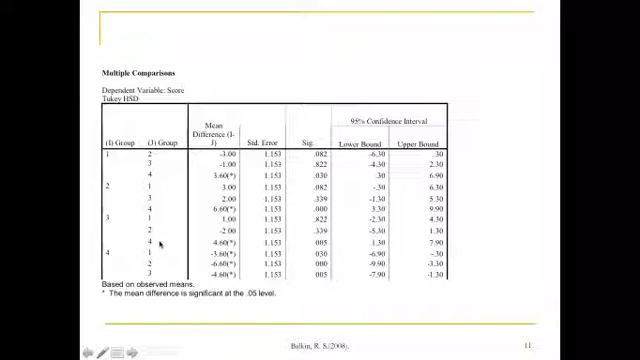 Multiple Comparisons
Dependent Variable: Score
Tukey HSD
Mean Difference (I-J) 95% Confidence Interval
(I) Group (J) Group Std. Error Sig. Lower Bound Upper Bound
1 2 -3.00 1.153 .082 -6.30 .30
3 -1.00 1.153 .822 -4.30 2.30
4 3.60(*) 1.153 .030 .30 6.90
2 1 3.00 1.153 .082 -.30 6.30
3 2.00 1.153 .339 -1.30 5.30
4 6.60(*) 1.153 .000 3.30 9.90
3 1 1.00 1.153 .822 -2.30 4.30
2 -2.00 1.153 .339 -5.30 1.30
4 4.60(*) 1.153 .005 1.30 7.90
4 1 -3.60(*) 1.153 .030 -6.90 -.30
2 -6.60(*) 1.153 .000 -9.90 -3.30
3 -4.60(*) 1.153 .005 -7.90 -1.30
Based on observed means.
* The mean difference is significant at the .05 level.
Balkin, R. S.(2008). 11